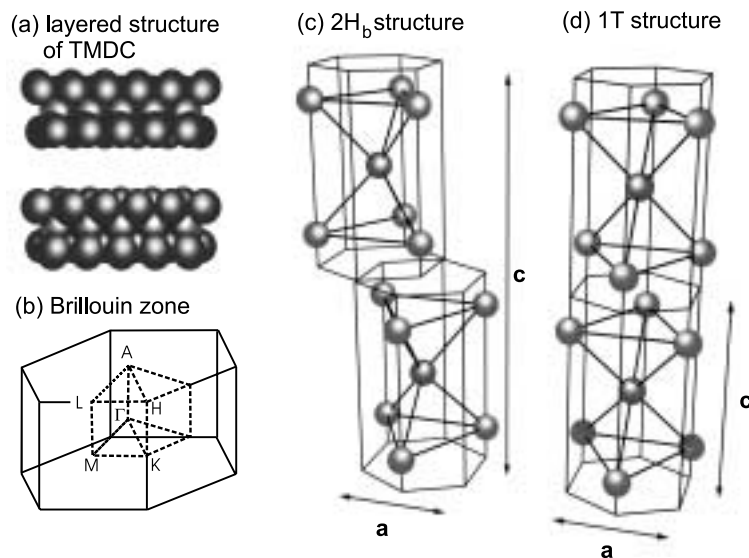 (a) layered structure
of TMDC
(b) Brillouin zone
A
L
H
Γ
M
K
(c) 2H_b structure
c
a
(d) 1T structure
c
a